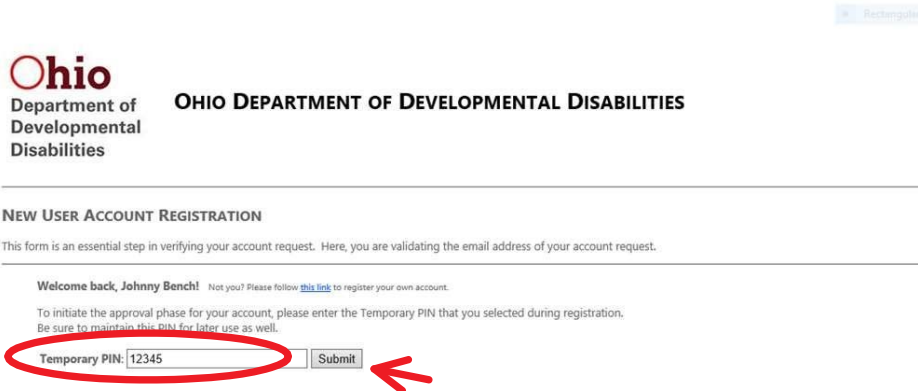 Rectangula
Ohio
Department of
Developmental
Disabilities
OHIO DEPARTMENT OF DEVELOPMENTAL DISABILITIES
NEW USER ACCOUNT REGISTRATION
This form is an essential step in verifying your account request. Here, you are validating the email address of your account request.
Welcome back, Johnny Bench! Not you? Please follow this link to register your own account.
To initiate the approval phase for your account, please enter the Temporary PIN that you selected during registration.
Be sure to maintain this PIN for later use as well.
Temporary PIN: 12345 Submit